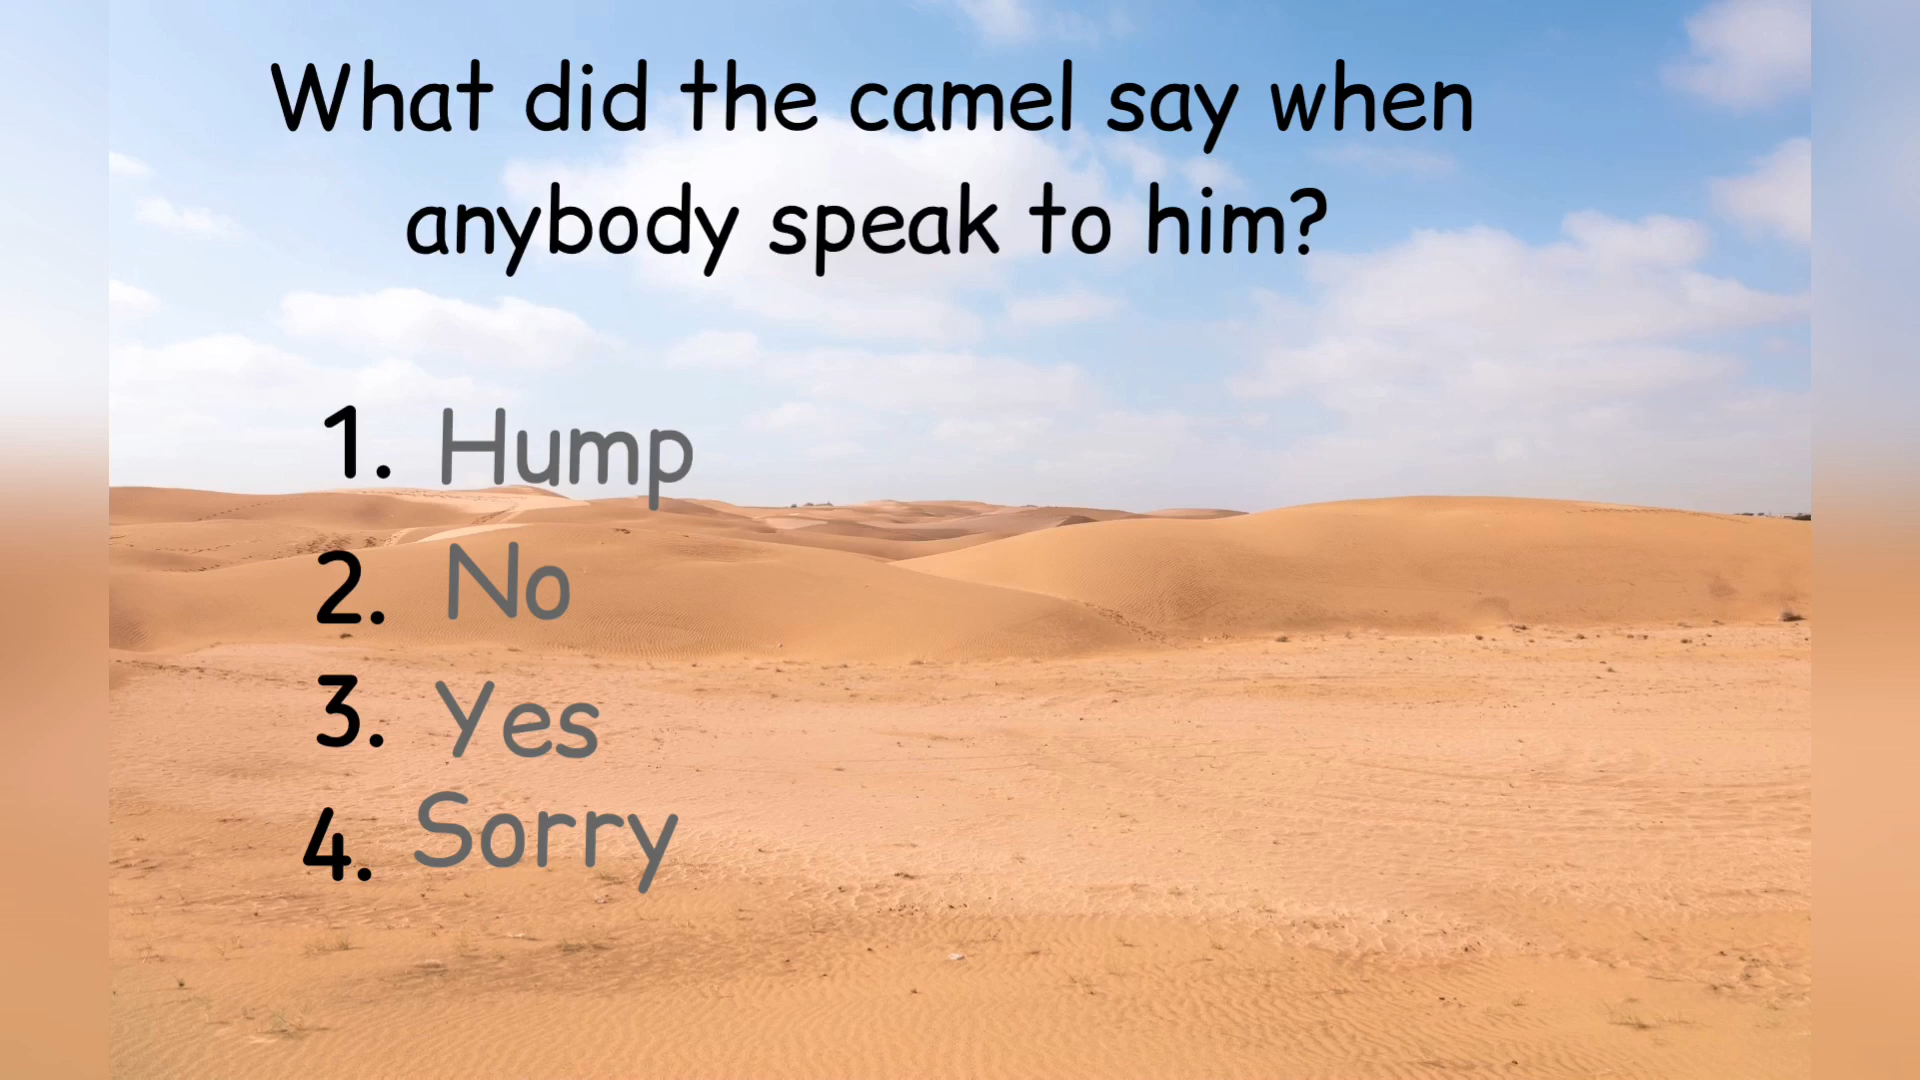 What did the camel say when
anybody speak to him?
1. Hump
2. No
3. Yes
4. Sorry